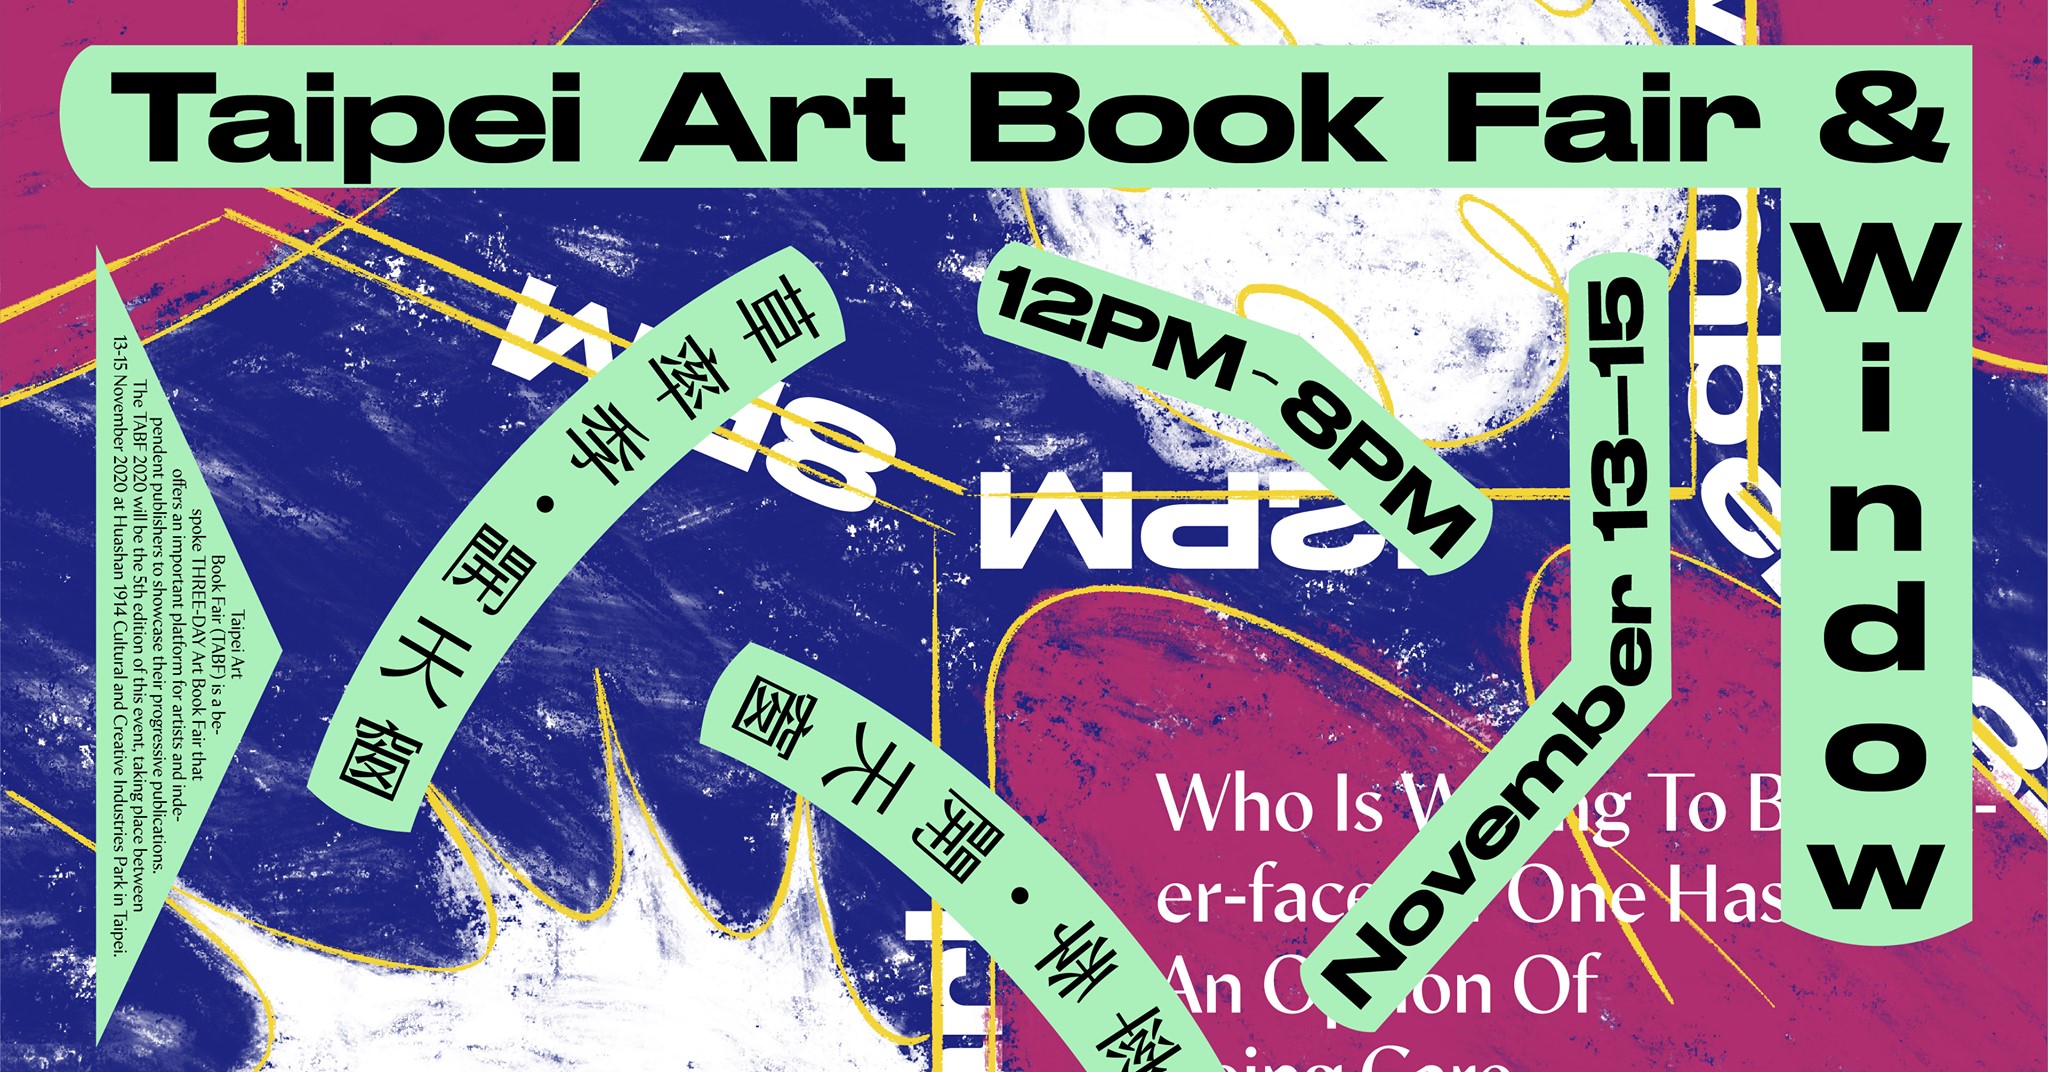 Taipei Art Book Fair &
Window
草率季・開天窗
12PM-8PM
November 13–15
Taipei Art
Book Fair (TABF) is a be-
spoke THREE-DAY Art Book Fair that
offers an important platform for artists and inde-
pendent publishers to showcase their progressive publications.
The TABF 2020 will be the 5th edition of this event, taking place between
13-15 November 2020 at Huashan 1914 Cultural and Creative Industries Park in Taipei.
率季・開天窗
8PM
2PM
Who Is To
er-face One Has
An Of